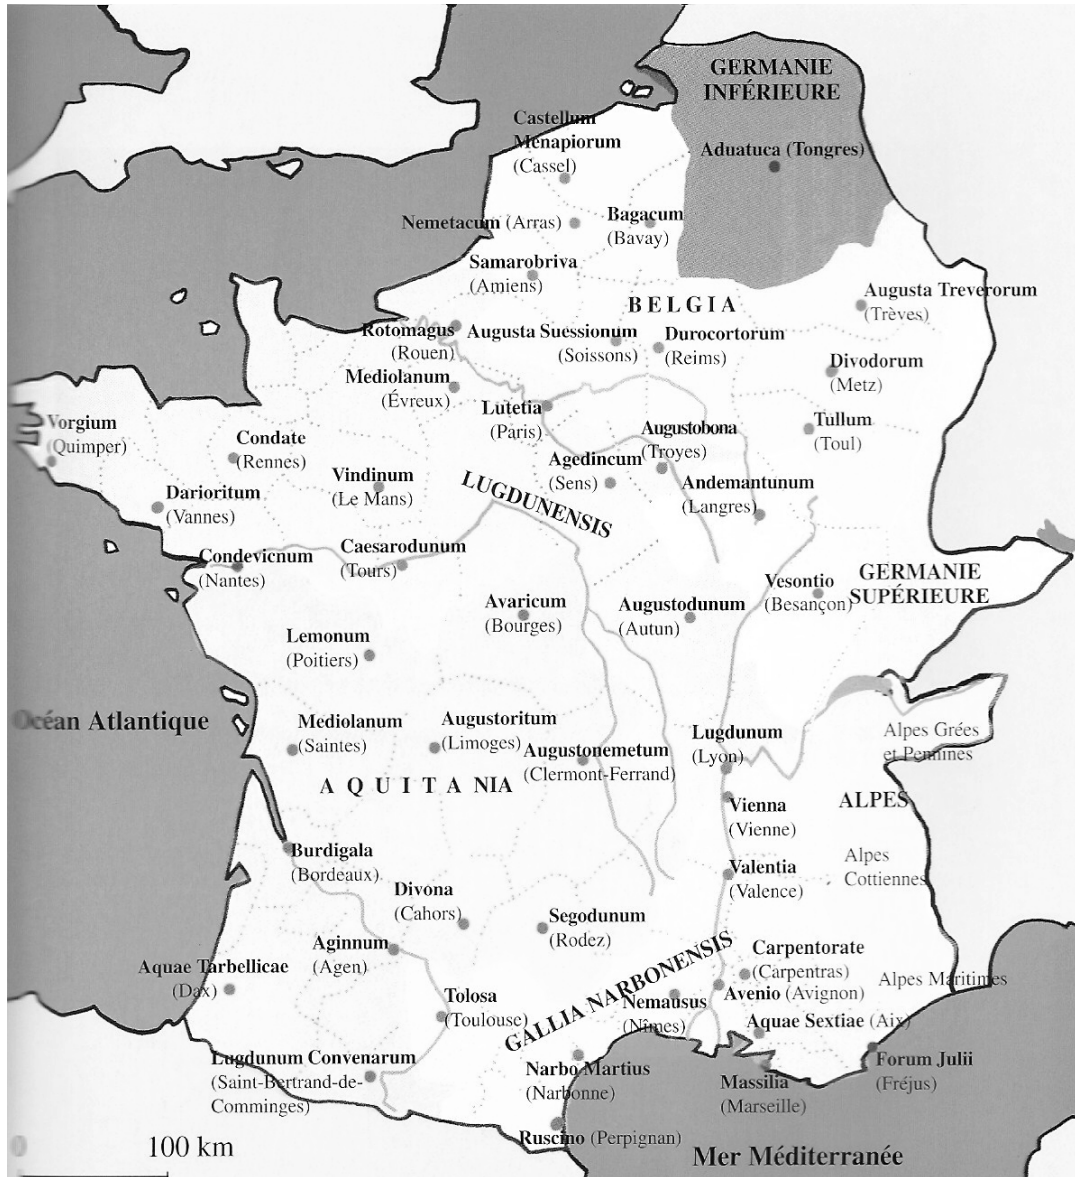 GERMANIE
INFÉRIEURE
Castellum
Menapiorum
(Cassel)
Aduatuca (Tongres)
Nemetacum (Arras)
Bagacum
(Bavay)
Samarobriva
(Amiens)
BELGIA
Augusta Treverorum
(Trèves)
Rotomagus
(Rouen)
Augusta Suessionum
(Soissons)
Durocortorum
(Reims)
Mediolanum
(Évreux)
Divodorum
(Metz)
Lutetia
(Paris)
Vorgium
(Quimper)
Condate
(Rennes)
Augustobona
(Troyes)
Tullum
(Toul)
Vindinum
(Le Mans)
Agedincum
(Sens)
Andemantunum
(Langres)
LUGDUNENSIS
Darioritum
(Vannes)
Condevicnum
(Nantes)
Caesarodunum
(Tours)
Vesontio
(Besançon)
GERMANIE
SUPÉRIEURE
Avaricum
(Bourges)
Augustodunum
(Autun)
Lemonum
(Poitiers)
Océan Atlantique
Mediolanum
(Saintes)
Augustoritum
(Limoges)
Augustonemetum
(Clermont-Ferrand)
Lugdunum
(Lyon)
Alpes Grées
et Pennines
AQUITANIA
Vienna
(Vienne)
ALPES
Burdigala
(Bordeaux)
Valentia
(Valence)
Alpes
Cottiennes
Divona
(Cahors)
Segodunum
(Rodez)
Aginnum
(Agen)
Carpentorate
(Carpentras)
Aquae Tarbellicae
(Dax)
GALLIA NARBONENSIS
Avenio (Avignon)
Alpes Maritimes
Tolosa
(Toulouse)
Nemausus
(Nîmes)
Aquae Sextiae (Aix)
Lugdunum Convenarum
(Saint-Bertrand-de-
Comminges)
Narbo Martius
(Narbonne)
Massilia
(Marseille)
Forum Julii
(Fréjus)
Ruscino (Perpignan)
0
100 km
Mer Méditerranée